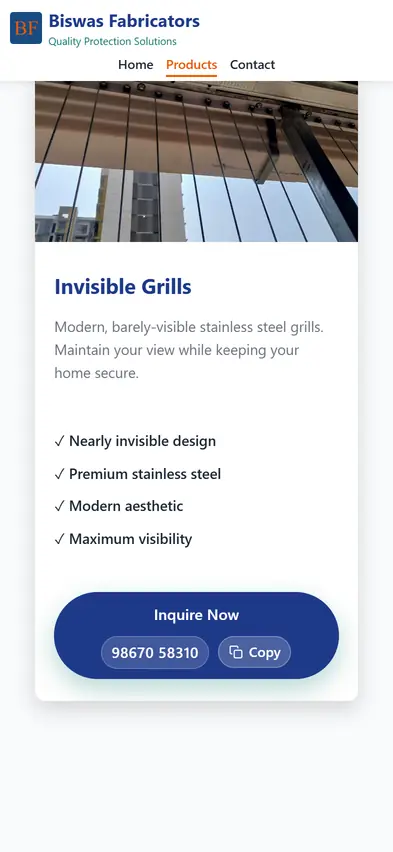 BF
Biswas Fabricators
Quality Protection Solutions
Home Products Contact
Invisible Grills
Modern, barely-visible stainless steel grills.
Maintain your view while keeping your
home secure.
✓ Nearly invisible design
✓ Premium stainless steel
✓ Modern aesthetic
✓ Maximum visibility
Inquire Now
98670 58310 Copy